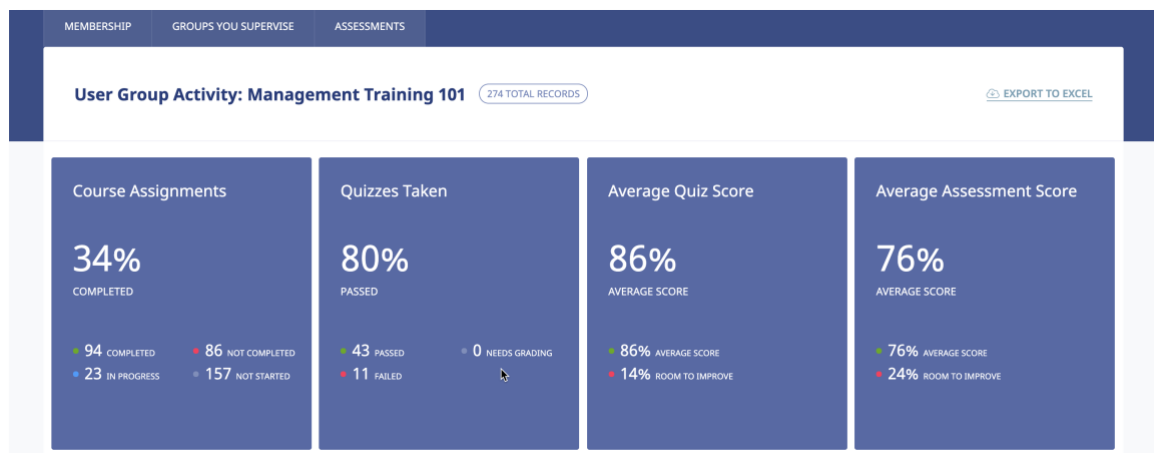 MEMBERSHIP GROUPS YOU SUPERVISE ASSESSMENTS
User Group Activity: Management Training 101 274 TOTAL RECORDS EXPORT TO EXCEL
Course Assignments
34%
COMPLETED
94 COMPLETED 86 NOT COMPLETED
23 IN PROGRESS 157 NOT STARTED
Quizzes Taken
80%
PASSED
43 PASSED 0 NEEDS GRADING
11 FAILED
Average Quiz Score
86%
AVERAGE SCORE
86% AVERAGE SCORE
14% ROOM TO IMPROVE
Average Assessment Score
76%
AVERAGE SCORE
76% AVERAGE SCORE
24% ROOM TO IMPROVE